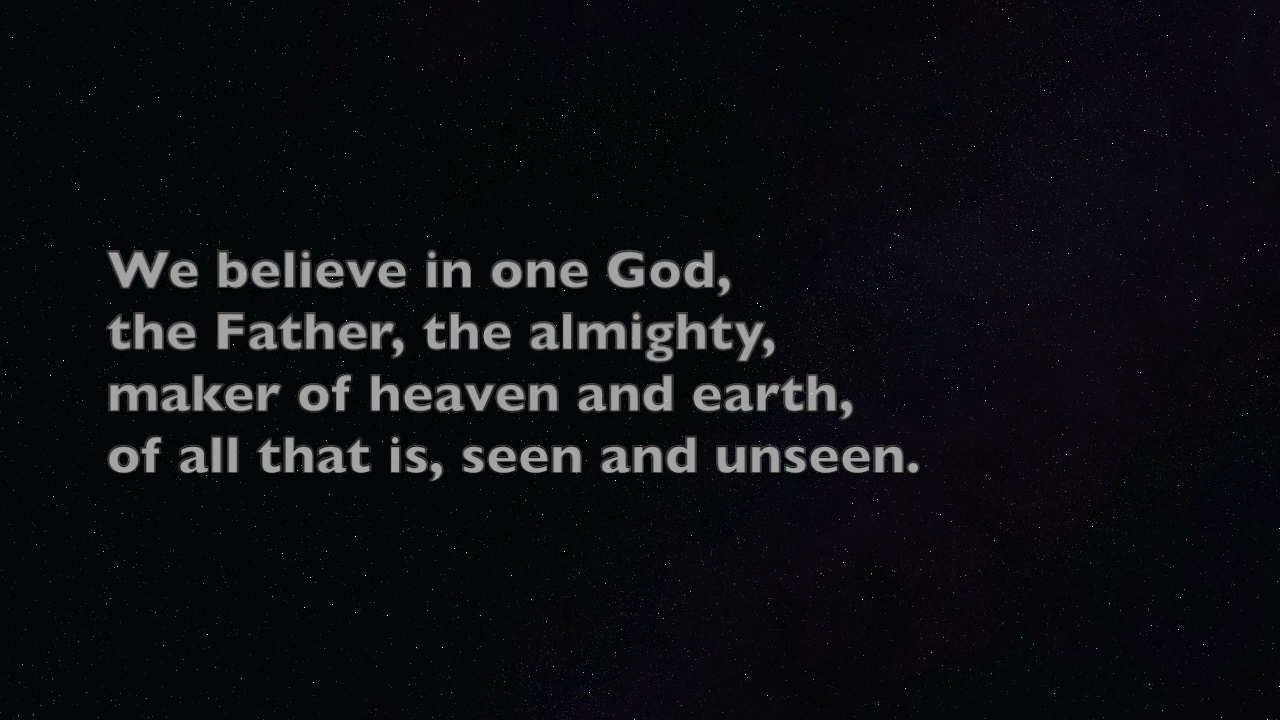 We believe in one God,
the Father, the almighty,
maker of heaven and earth,
of all that is, seen and unseen.